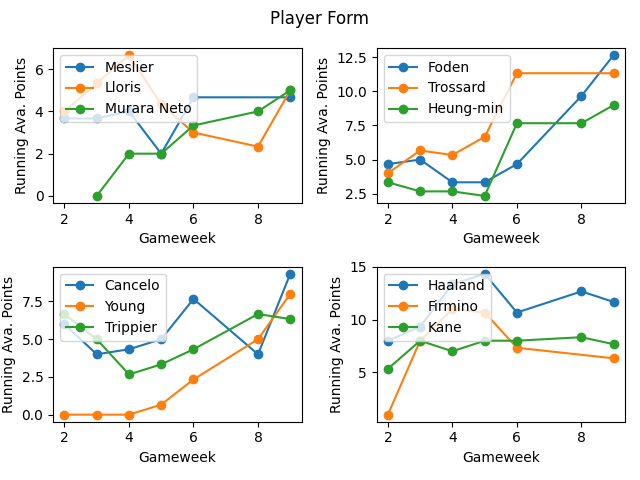 Player Form
Running Ava. Points
6
4
2
0
Meslier
Lloris
Murara Neto
2 4 6 8
Gameweek
Running Ava. Points
12.5
10.0
7.5
5.0
2.5
Foden
Trossard
Heung-min
2 4 6 8
Gameweek
Running Ava. Points
7.5
5.0
2.5
0.0
Cancelo
Young
Trippier
2 4 6 8
Gameweek
Running Ava. Points
15
10
5
Haaland
Firmino
Kane
2 4 6 8
Gameweek